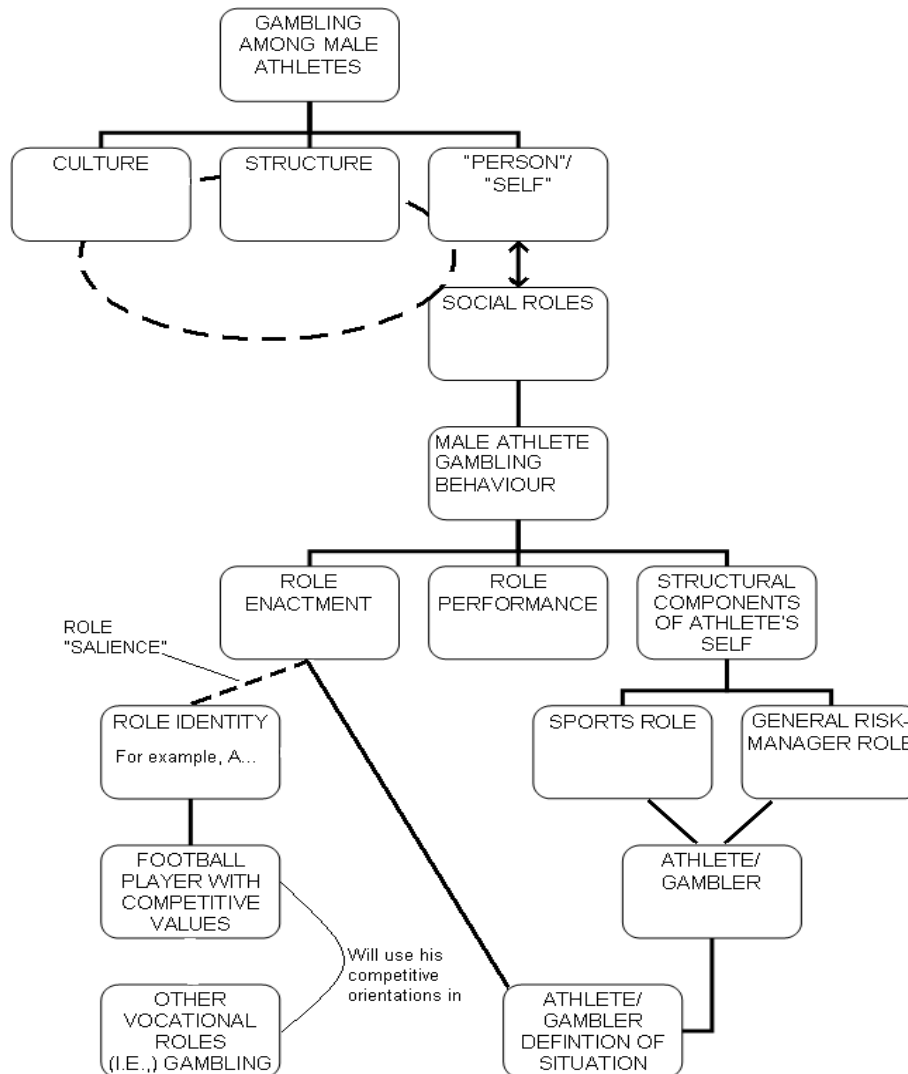 GAMBLING
AMONG MALE
ATHLETES
CULTURE
STRUCTURE
"PERSON"/
"SELF"
SOCIAL ROLES
MALE ATHLETE
GAMBLING
BEHAVIOUR
ROLE
ENACTMENT
ROLE
PERFORMANCE
STRUCTURAL
COMPONENTS
OF ATHLETE'S
SELF
ROLE
"SALIENCE"
ROLE IDENTITY
For example, A...
SPORTS ROLE
GENERAL RISK-
MANAGER ROLE
FOOTBALL
PLAYER WITH
COMPETITIVE
VALUES
ATHLETE/
GAMBLER
Will use his
competitive
orientations in
OTHER
VOCATIONAL
ROLES
(I.E.,) GAMBLING
ATHLETE/
GAMBLER
DEFINTION OF
SITUATION